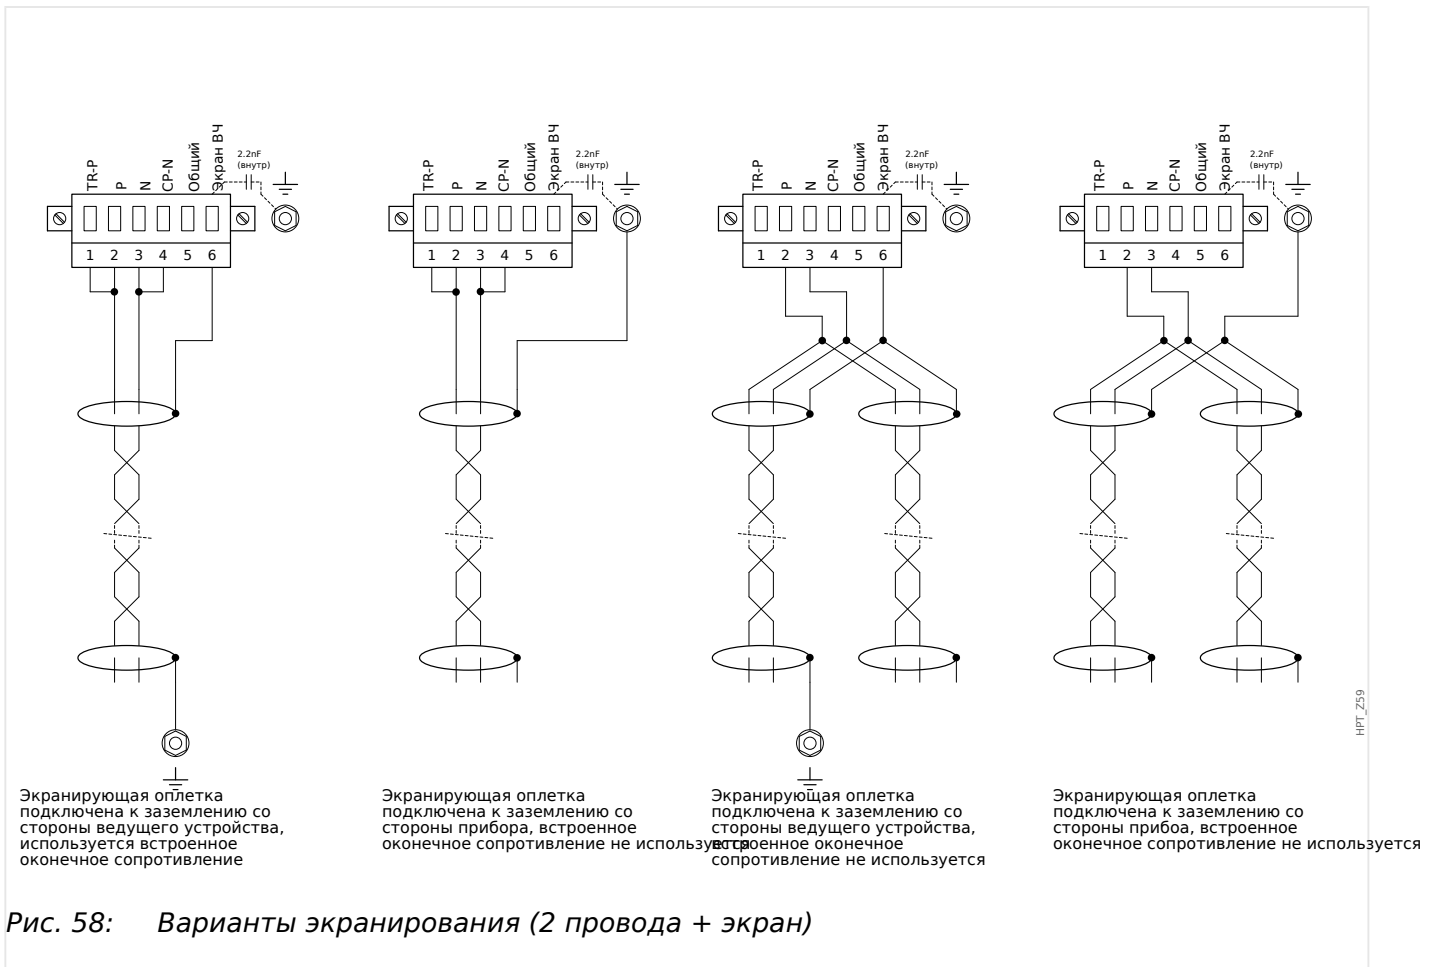 TR-P
P
N
CP-N
Общий
Экран ВЧ
2.2nF
(внутр)
1 2 3 4 5 6
TR-P
P
N
CP-N
Общий
Экран ВЧ
2.2nF
(внутр)
1 2 3 4 5 6
TR-P
P
N
CP-N
Общий
Экран ВЧ
2.2nF
(внутр)
1 2 3 4 5 6
TR-P
P
N
CP-N
Общий
Экран ВЧ
2.2nF
(внутр)
1 2 3 4 5 6
HPT_Z59
Экранирующая оплетка
подключена к заземлению со
стороны ведущего устройства,
используется встроенное
оконечное сопротивление
Экранирующая оплетка
подключена к заземлению со
стороны прибора, встроенное
оконечное сопротивление не используется
Экранирующая оплетка
подключена к заземлению со
стороны ведущего устройства,
встроенное оконечное
сопротивление не используется
Экранирующая оплетка
подключена к заземлению со
стороны прибоа, встроенное
оконечное сопротивление не используется
Рис. 58: Варианты экранирования (2 провода + экран)